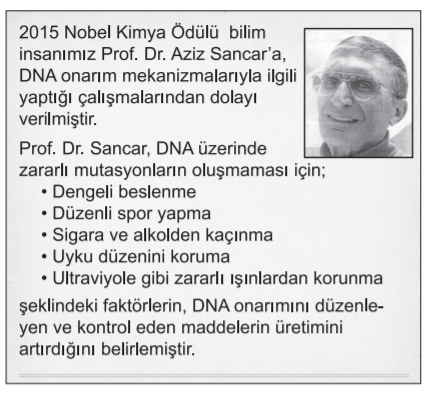 2015 Nobel Kimya Ödülü bilim
insanımız Prof. Dr. Aziz Sancar’a,
DNA onarım mekanizmalarıyla ilgili
yaptığı çalışmalarından dolayı
verilmiştir.
Prof. Dr. Sancar, DNA üzerinde
zararlı mutasyonların oluşmaması için;
• Dengeli beslenme
• Düzenli spor yapma
• Sigara ve alkolden kaçınma
• Uyku düzenini koruma
• Ultraviyole gibi zararlı ışınlardan korunma
şeklindeki faktörlerin, DNA onarımını düzenle-
yen ve kontrol eden maddelerin üretimini
artırdığını belirlemiştir.